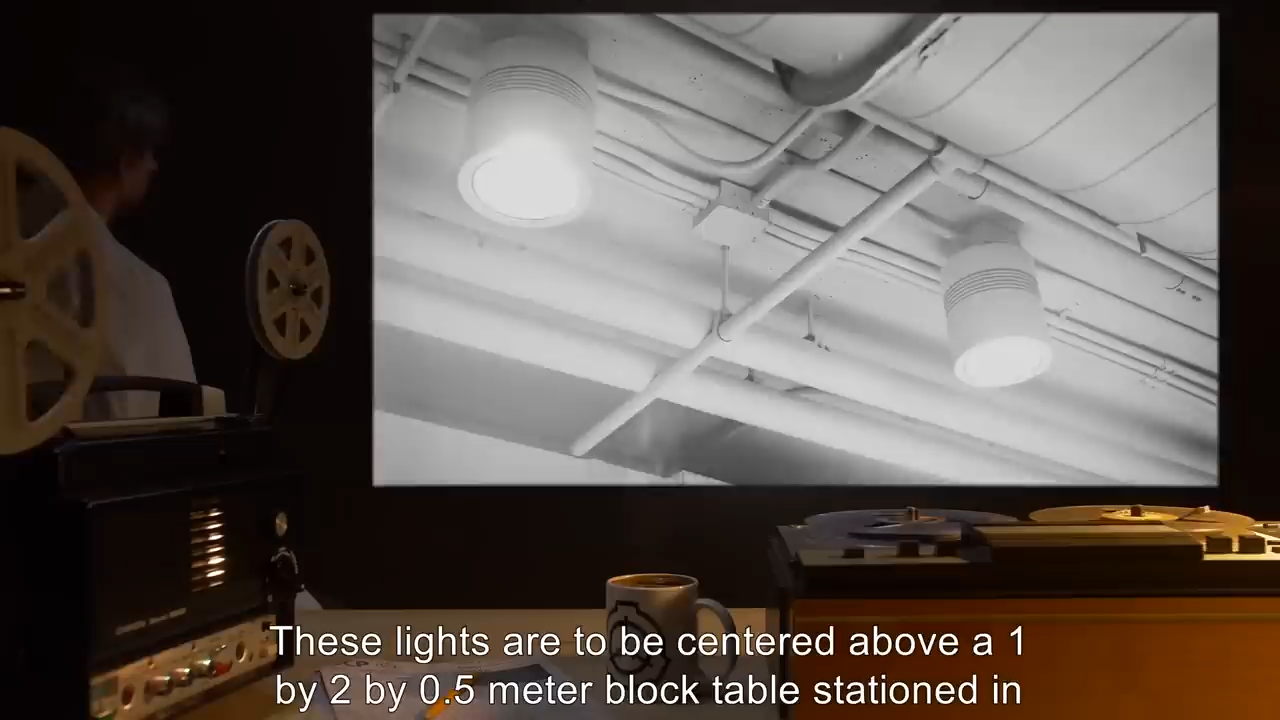 These lights are to be centered above a 1
by 2 by 0.5 meter block table stationed in